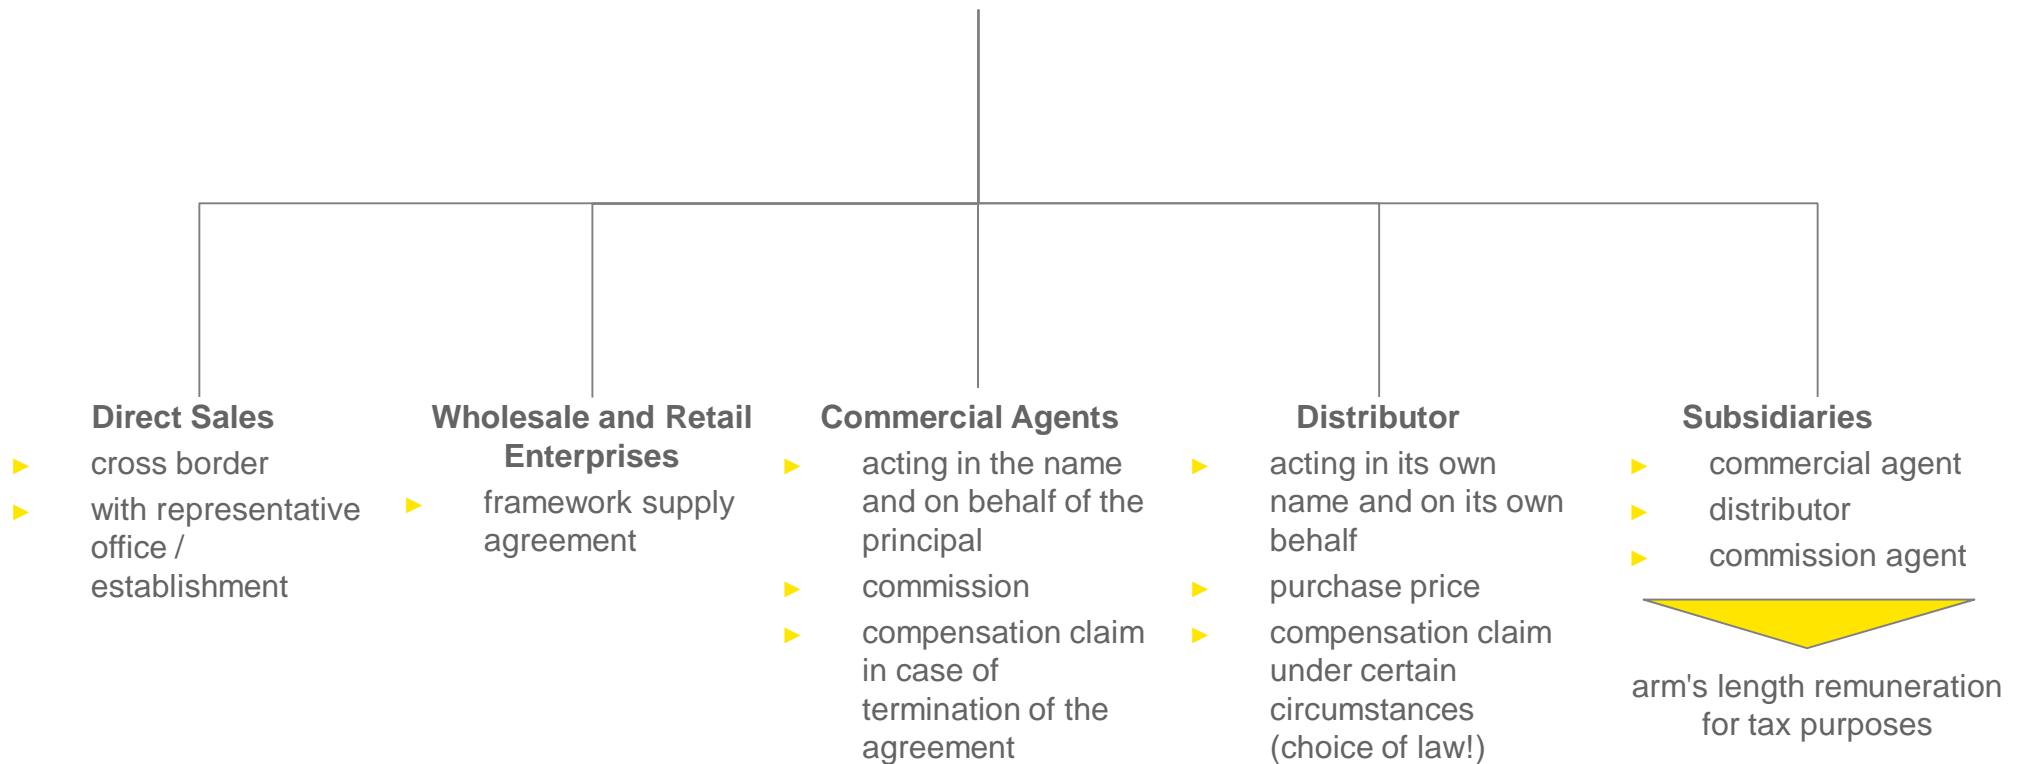 Direct Sales
► cross border
► with representative
office /
establishment
Wholesale and Retail
Enterprises
► framework supply
agreement
Commercial Agents
► acting in the name
and on behalf of the
principal
► commission
► compensation claim
in case of
termination of the
agreement
Distributor
► acting in its own
name and on its own
behalf
► purchase price
► compensation claim
under certain
circumstances
(choice of law!)
Subsidiaries
► commercial agent
► distributor
► commission agent
arm's length remuneration
for tax purposes